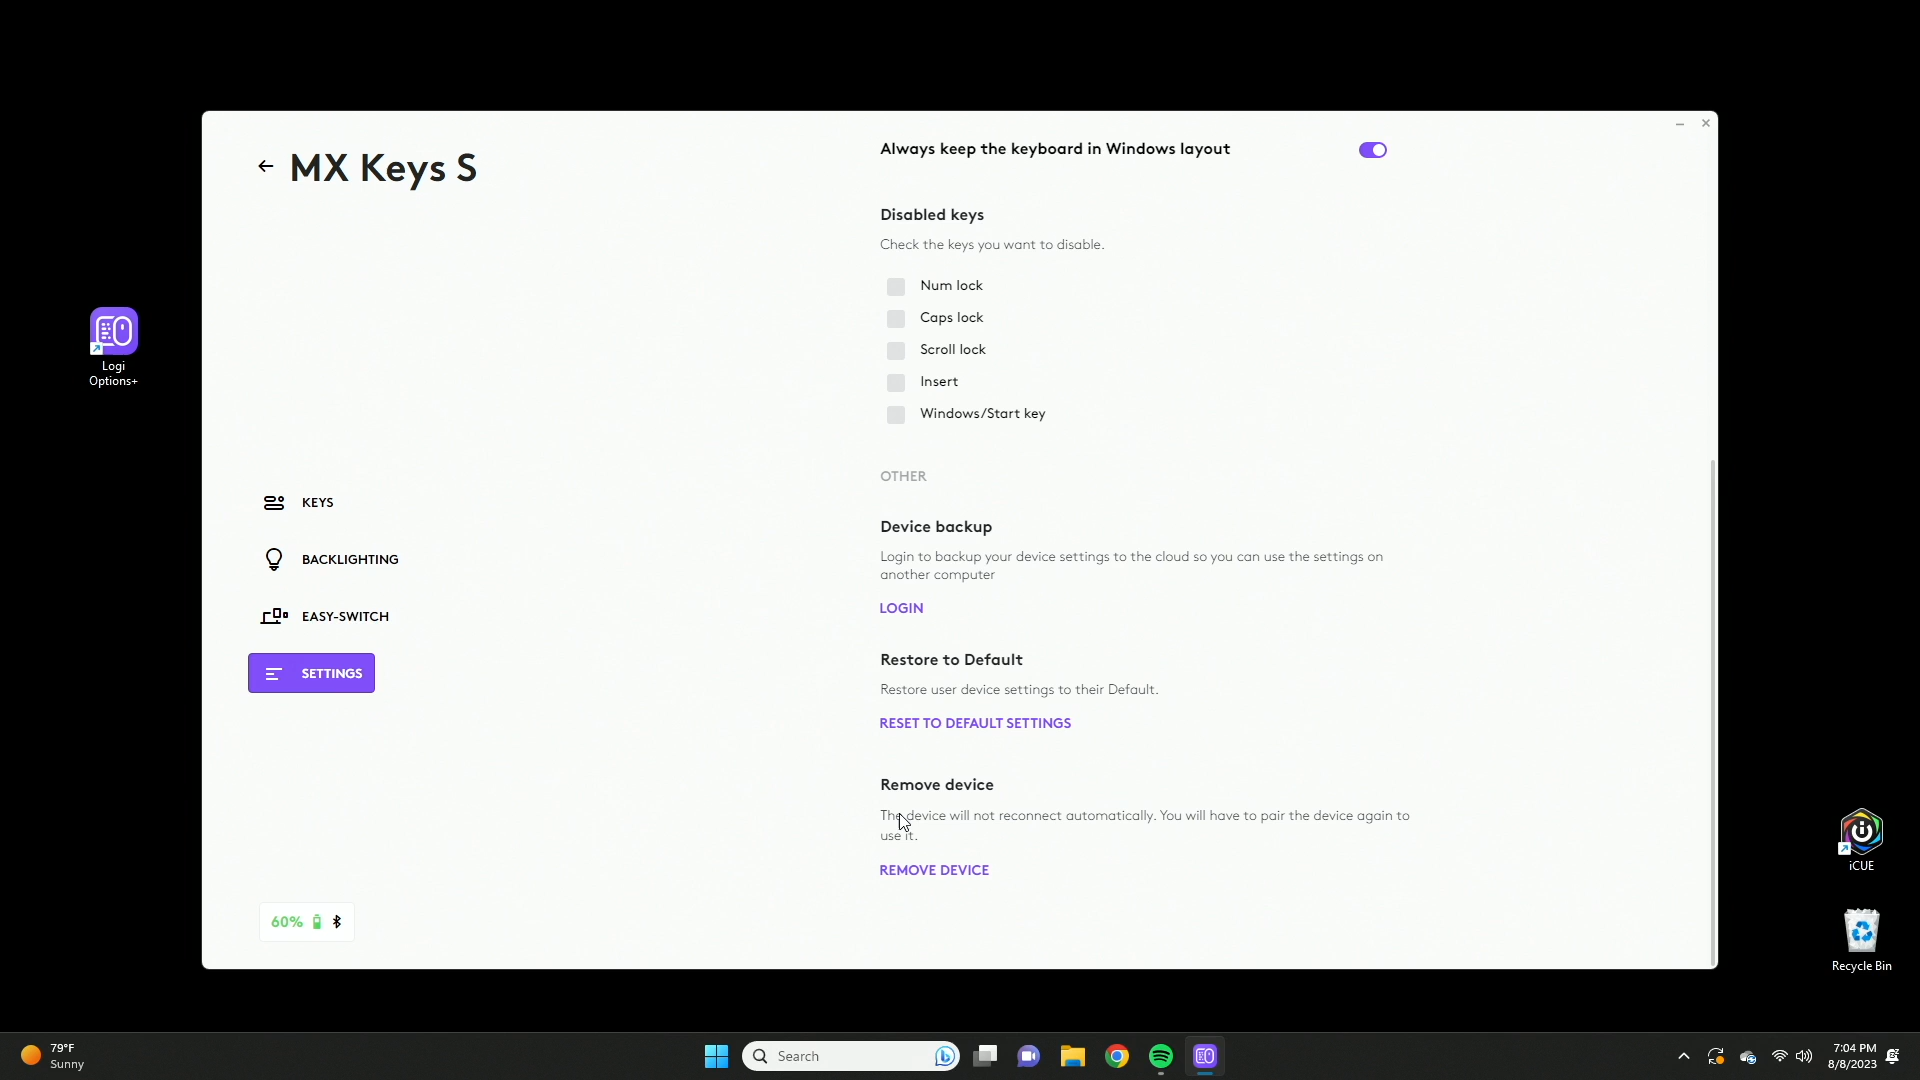 MX Keys S
Always keep the keyboard in Windows layout
Disabled keys
Check the keys you want to disable.
Num lock
Caps lock
Scroll lock
Insert
Windows/Start key
OTHER
Device backup
Login to backup your device settings to the cloud so you can use the settings on
another computer
LOGIN
Restore to Default
Restore user device settings to their Default.
RESET TO DEFAULT SETTINGS
Remove device
The device will not reconnect automatically. You will have to pair the device again to
use it.
REMOVE DEVICE
KEYS
BACKLIGHTING
EASY-SWITCH
SETTINGS
60%
Logi
Options+
iCUE
Recycle Bin
79°F
Sunny
Search
7:04 PM
8/8/2023